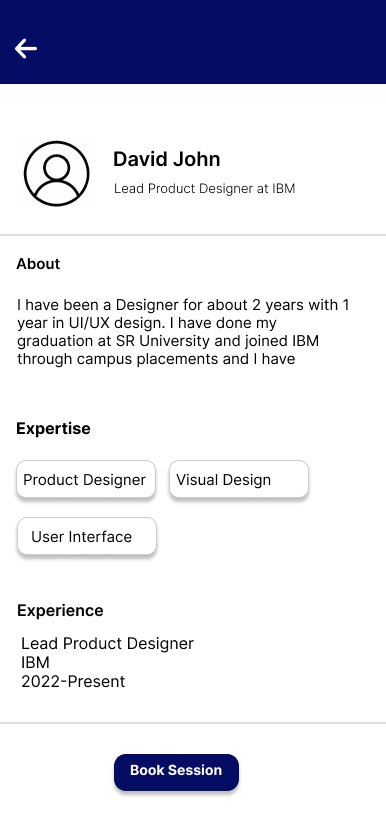 David John
Lead Product Designer at IBM
About
I have been a Designer for about 2 years with 1
year in UI/UX design. I have done my
graduation at SR University and joined IBM
through campus placements and I have
Expertise
Product Designer
Visual Design
User Interface
Experience
Lead Product Designer
IBM
2022-Present
Book Session